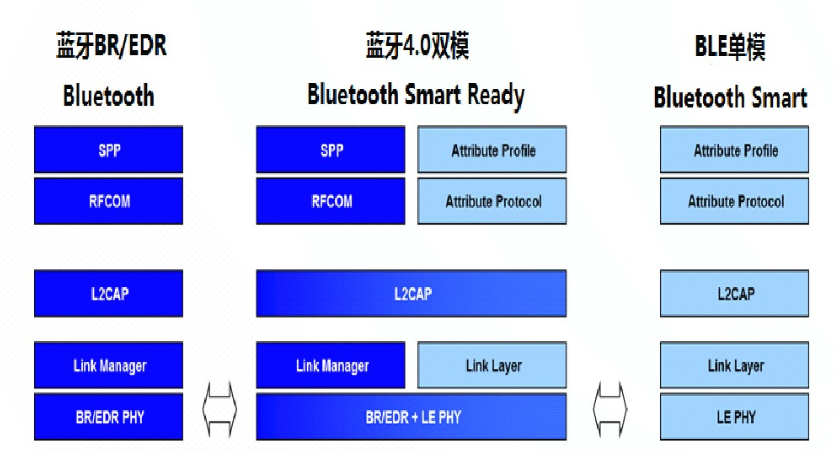 蓝牙BR/EDR
Bluetooth
SPP
RFCOM
L2CAP
Link Manager
BR/EDR PHY
蓝牙4.0双模
Bluetooth Smart Ready
SPP
Attribute Profile
RFCOM
Attribute Protocol
L2CAP
Link Manager
Link Layer
BR/EDR + LE PHY
BLE单模
Bluetooth Smart
Attribute Profile
Attribute Protocol
L2CAP
Link Layer
LE PHY